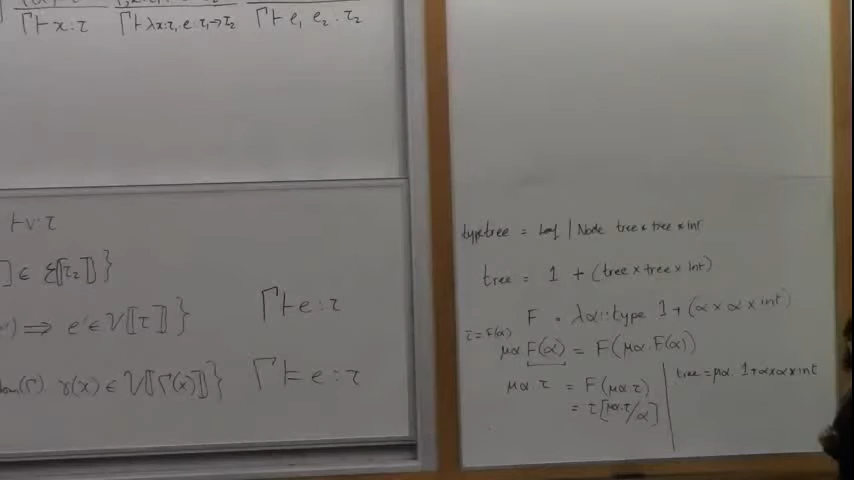 Γ ⊢ x : τ    Γ ⊢ λx:τ₁. e : τ₁→τ₂    Γ ⊢ e₁ e₂ : τ₂
⊢ v : τ
] ∈ ℰ⟦τ₂⟧}
) ⟹ e' ∈ 𝒱⟦τ⟧}
Γ ⊢ e : τ
dom(Γ) γ(x) ∈ 𝒱⟦Γ(x)⟧}
Γ ⊨ e : τ
type tree = Leaf | Node tree × tree × int
tree = 1 + (tree × tree × int)
F = λα::type 1 + (α × α × int)
τ = F(α)
μα F(α) = F(μα.F(α))
μα τ = F(μα.τ)
= τ[μα.τ/α]
tree = μα. 1+α×α×int